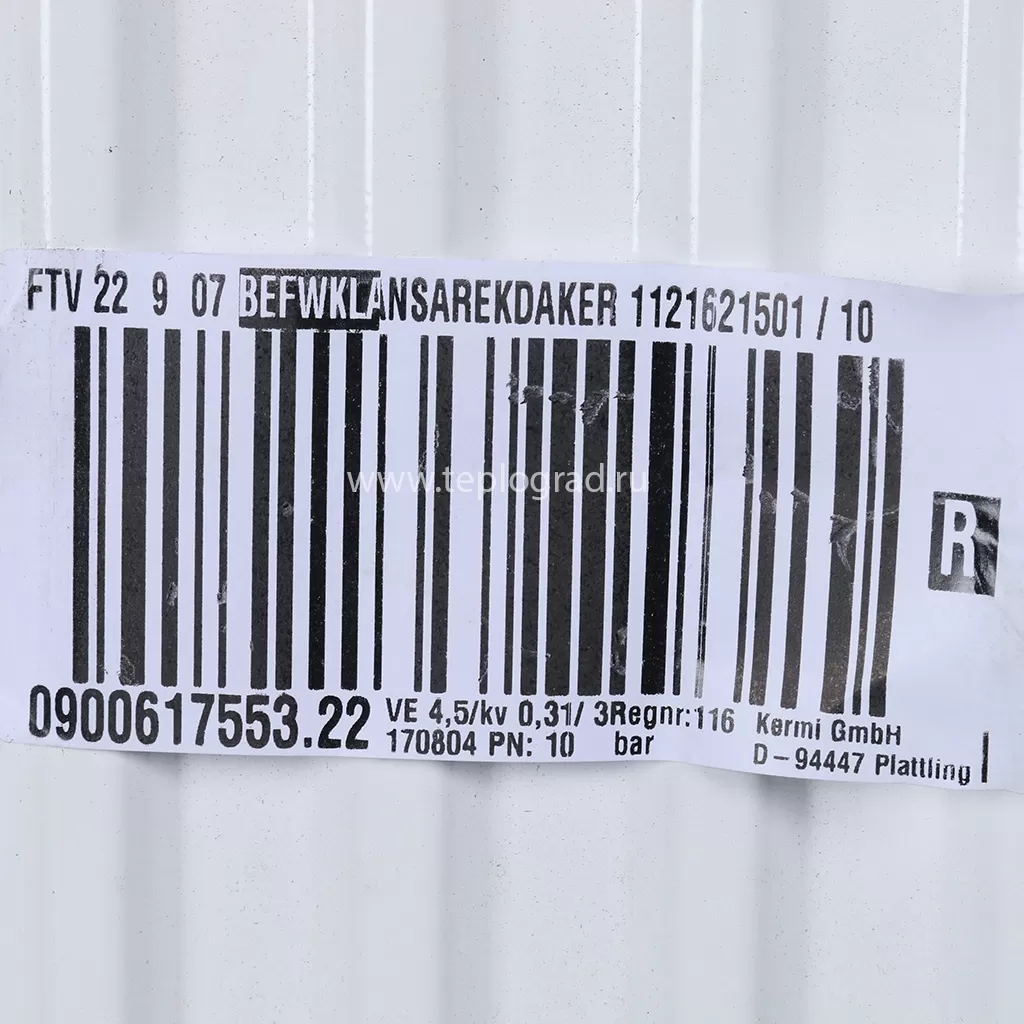 FTV 22 9 07 BEFWKLANSAREKDAKER 1121621501 / 10
www.teplograd.ru
R
0900617553.22 VE 4,5/kv 0,31/ 3Regnr:116 Kermi GmbH
170804 PN: 10 bar D-94447 Plattling